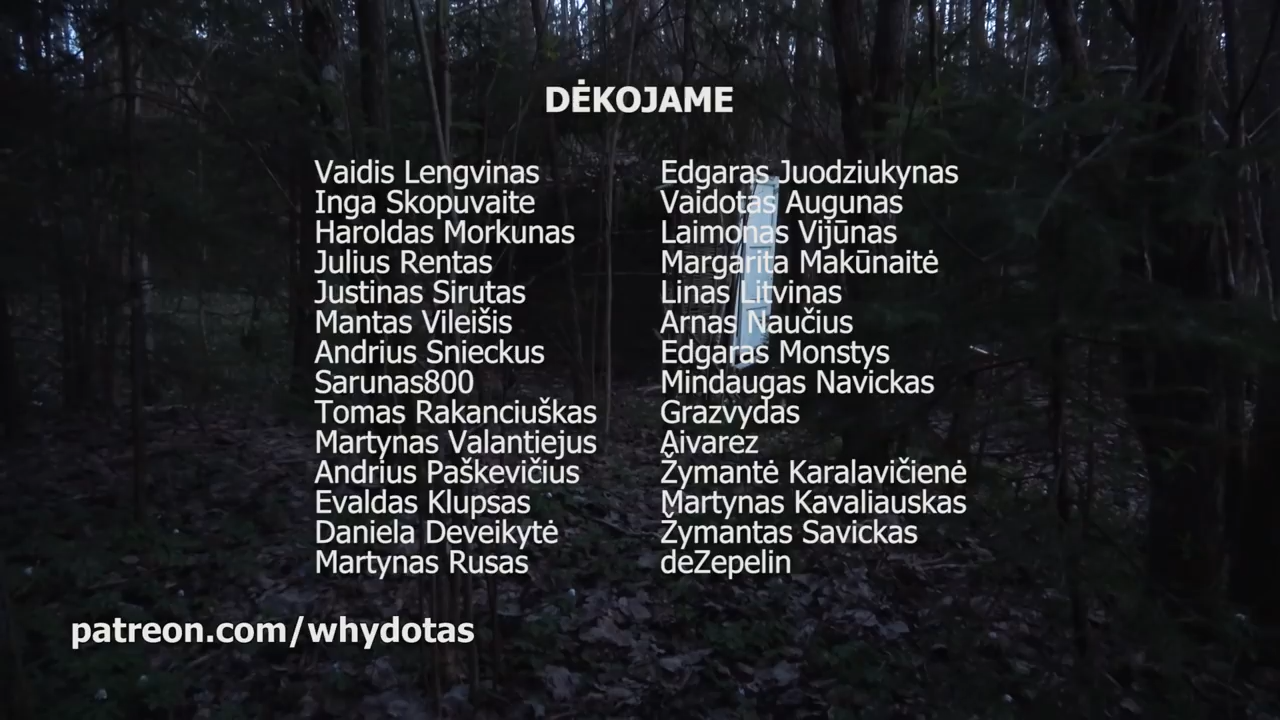 DĖKOJAME
Vaidis Lengvinas
Inga Skopuvaite
Haroldas Morkunas
Julius Rentas
Justinas Sirutas
Mantas Vileišis
Andrius Snieckus
Sarunas800
Tomas Rakanciuškas
Martynas Valantiejus
Andrius Paškevičius
Evaldas Klupsas
Daniela Deveikytė
Martynas Rusas
Edgaras Juodziukynas
Vaidotas Augunas
Laimonas Vijūnas
Margarita Makūnaitė
Linas Litvinas
Arnas Naučius
Edgaras Monstys
Mindaugas Navickas
Grazvydas
Aivarez
Žymantė Karalavičienė
Martynas Kavaliauskas
Žymantas Savickas
deZepelin
patreon.com/whydotas